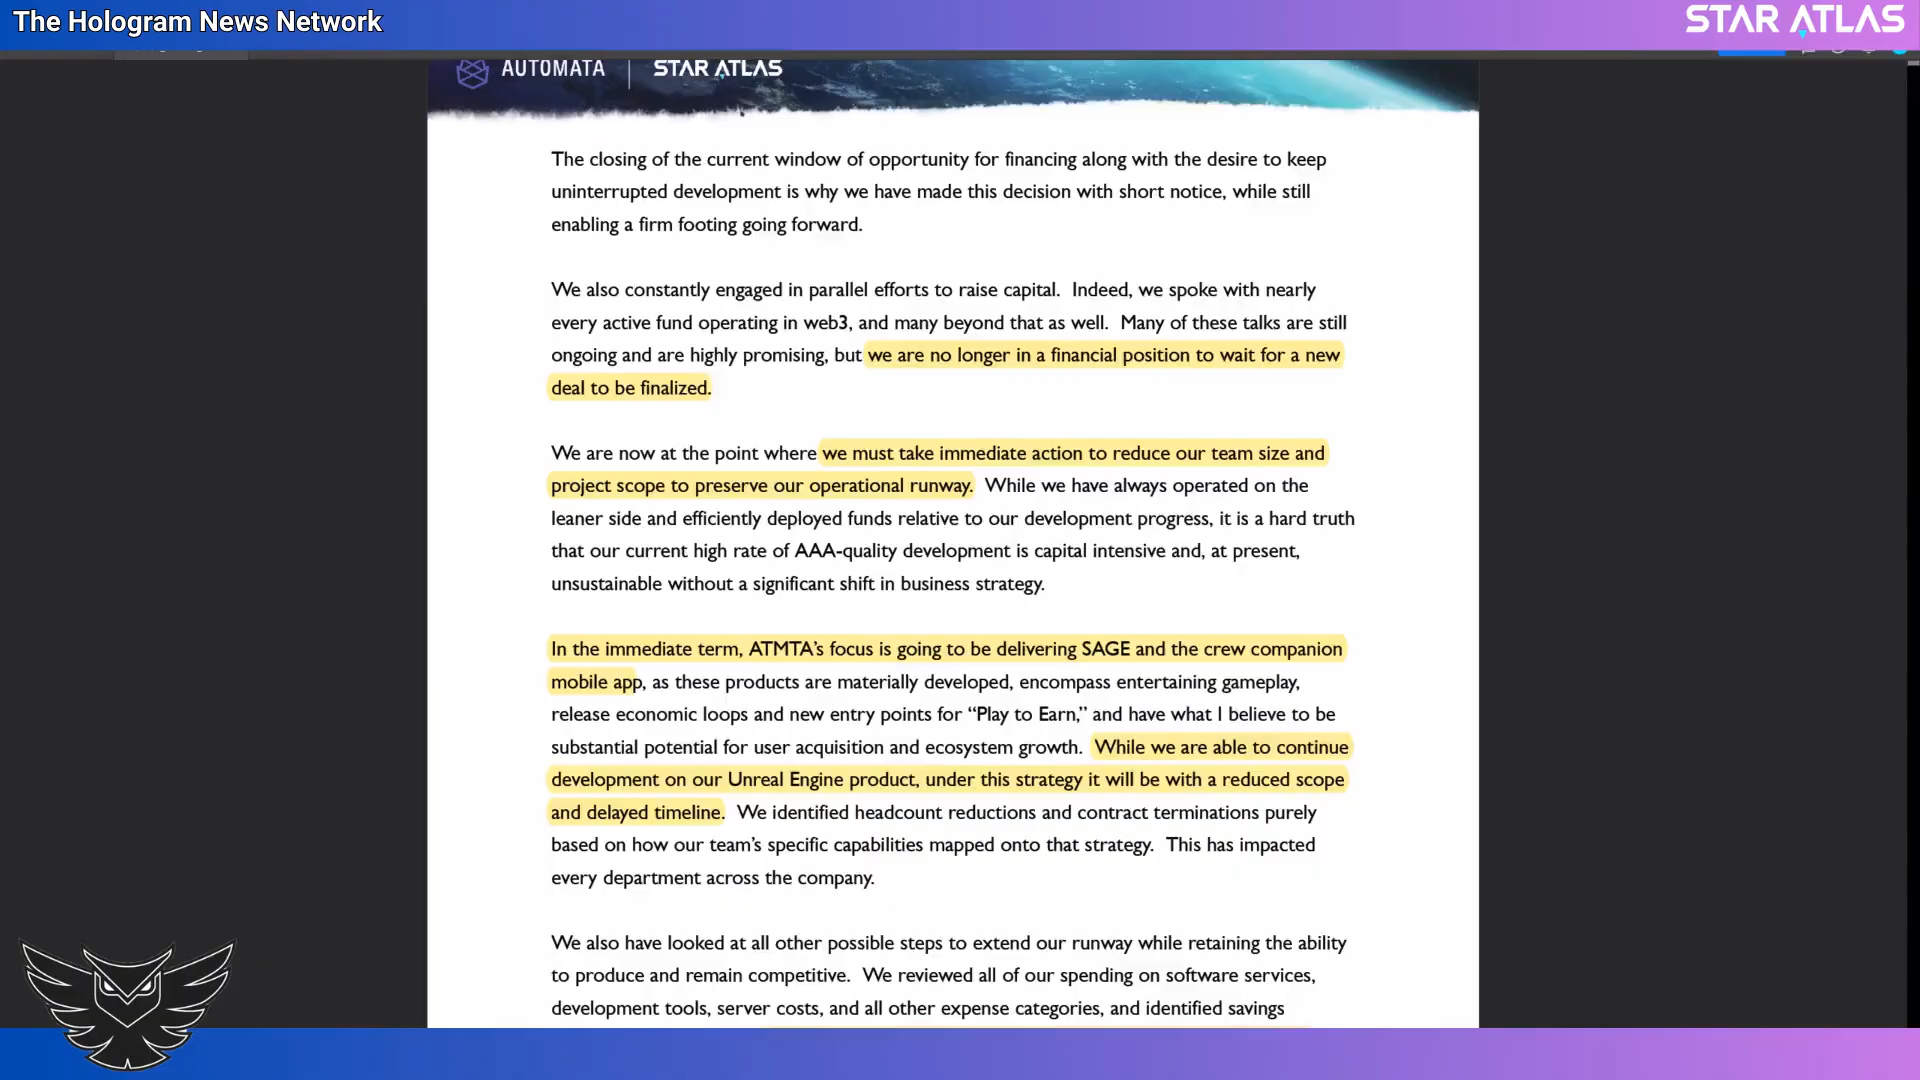 The Hologram News Network
STAR ATLAS
AUTOMATA | STAR ATLAS
The closing of the current window of opportunity for financing along with the desire to keep
uninterrupted development is why we have made this decision with short notice, while still
enabling a firm footing going forward.
We also constantly engaged in parallel efforts to raise capital. Indeed, we spoke with nearly
every active fund operating in web3, and many beyond that as well. Many of these talks are still
ongoing and are highly promising, but we are no longer in a financial position to wait for a new
deal to be finalized.
We are now at the point where we must take immediate action to reduce our team size and
project scope to preserve our operational runway. While we have always operated on the
leaner side and efficiently deployed funds relative to our development progress, it is a hard truth
that our current high rate of AAA-quality development is capital intensive and, at present,
unsustainable without a significant shift in business strategy.
In the immediate term, ATMTA's focus is going to be delivering SAGE and the crew companion
mobile app, as these products are materially developed, encompass entertaining gameplay,
release economic loops and new entry points for “Play to Earn,” and have what I believe to be
substantial potential for user acquisition and ecosystem growth. While we are able to continue
development on our Unreal Engine product, under this strategy it will be with a reduced scope
and delayed timeline. We identified headcount reductions and contract terminations purely
based on how our team's specific capabilities mapped onto that strategy. This has impacted
every department across the company.
We also have looked at all other possible steps to extend our runway while retaining the ability
to produce and remain competitive. We reviewed all of our spending on software services,
development tools, server costs, and all other expense categories, and identified savings